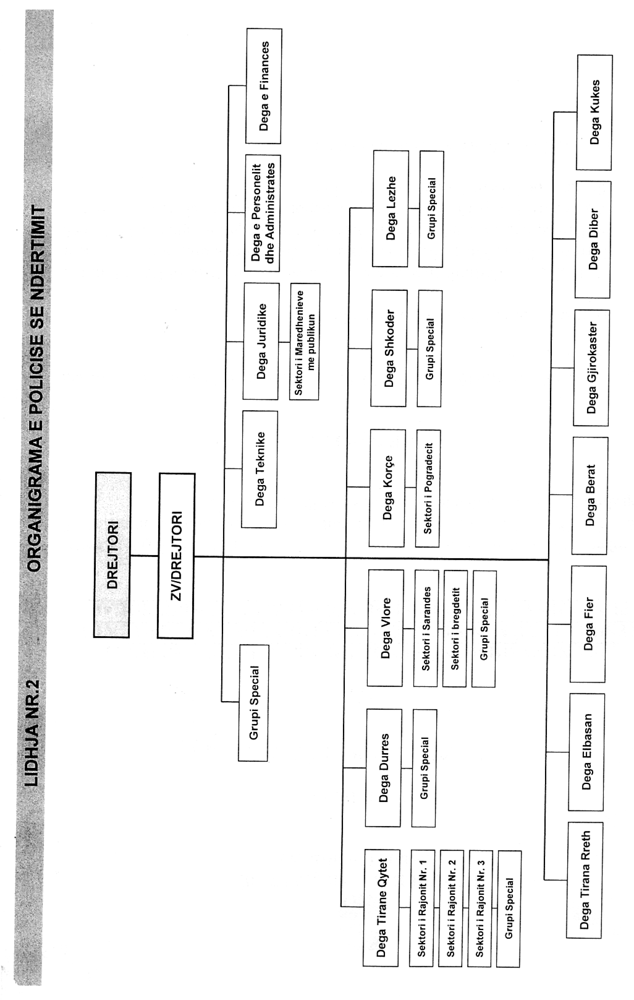 LIDHJA NR.2 ORGANIGRAMA E POLICISE SE NDERTIMIT
DREJTORI
ZV/DREJTORI
Grupi Special
Dega Teknike
Dega Juridike
Sektori i Maredhenieve
me publikun
Dega e Personelit
dhe Administrates
Dega e Finances
Dega Tirane Qytet
Sektori i Rajonit Nr. 1
Sektori i Rajonit Nr. 2
Sektori i Rajonit Nr. 3
Grupi Special
Dega Durres
Grupi Special
Dega Vlore
Sektori i Sarandes
Sektori i bregdetit
Grupi Special
Dega Korçe
Sektori i Pogradecit
Dega Shkoder
Grupi Special
Dega Lezhe
Grupi Special
Dega Tirana Rreth
Dega Elbasan
Dega Fier
Dega Berat
Dega Gjirokaster
Dega Diber
Dega Kukes